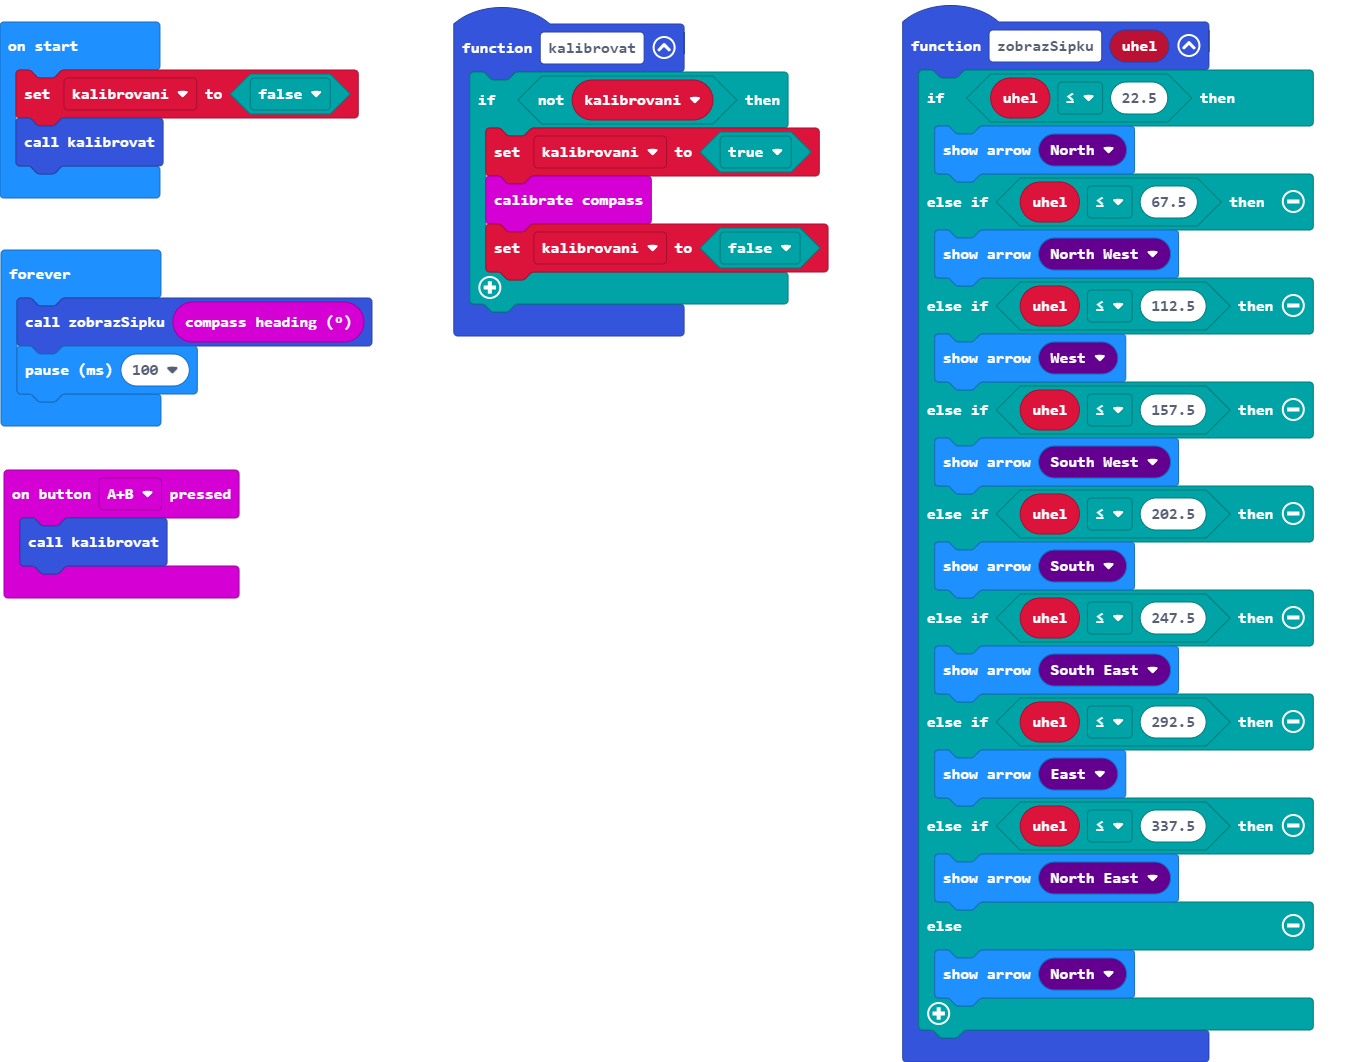 on start
set kalibrovani to false
call kalibrovat
forever
call zobrazSipku compass heading (º)
pause (ms) 100
on button A+B pressed
call kalibrovat
function kalibrovat
if not kalibrovani then
set kalibrovani to true
calibrate compass
set kalibrovani to false
function zobrazSipku uhel
if uhel ≤ 22.5 then
show arrow North
else if uhel ≤ 67.5 then
show arrow North West
else if uhel ≤ 112.5 then
show arrow West
else if uhel ≤ 157.5 then
show arrow South West
else if uhel ≤ 202.5 then
show arrow South
else if uhel ≤ 247.5 then
show arrow South East
else if uhel ≤ 292.5 then
show arrow East
else if uhel ≤ 337.5 then
show arrow North East
else
show arrow North